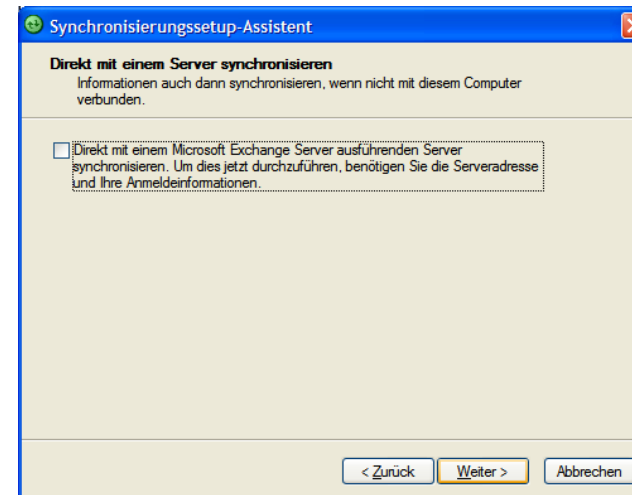 Synchronisierungssetup-Assistent
Direkt mit einem Server synchronisieren
Informationen auch dann synchronisieren, wenn nicht mit diesem Computer
verbunden.
Direkt mit einem Microsoft Exchange Server ausführenden Server
synchronisieren. Um dies jetzt durchzuführen, benötigen Sie die Serveradresse
und Ihre Anmeldeinformationen.
< Zurück Weiter > Abbrechen